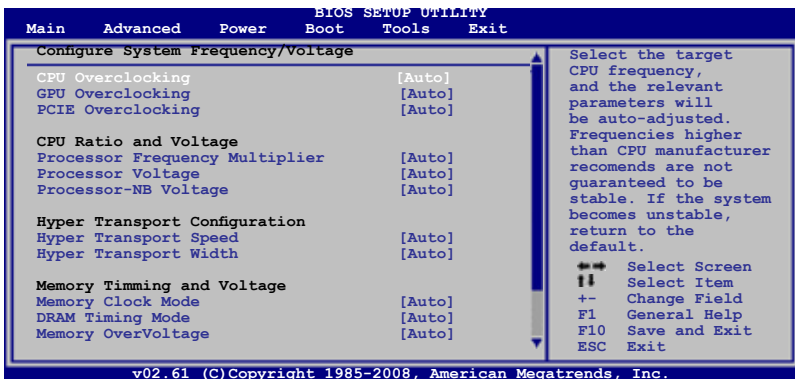 BIOS SETUP UTILITY
Main Advanced Power Boot Tools Exit
Configure System Frequency/Voltage
CPU Overclocking [Auto]
GPU Overclocking [Auto]
PCIE Overclocking [Auto]
CPU Ratio and Voltage
Processor Frequency Multiplier [Auto]
Processor Voltage [Auto]
Processor-NB Voltage [Auto]
Hyper Transport Configuration
Hyper Transport Speed [Auto]
Hyper Transport Width [Auto]
Memory Timming and Voltage
Memory Clock Mode [Auto]
DRAM Timing Mode [Auto]
Memory OverVoltage [Auto]
Select the target
CPU frequency,
and the relevant
parameters will
be auto-adjusted.
Frequencies higher
than CPU manufacturer
recomends are not
guaranteed to be
stable. If the system
becomes unstable,
return to the
default.
←→ Select Screen
↑↓ Select Item
+- Change Field
F1 General Help
F10 Save and Exit
ESC Exit
v02.61 (C)Copyright 1985-2008, American Megatrends, Inc.